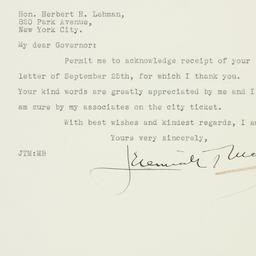 Hon. Herbert H. Lehman,
820 Park Avenue,
New York City.
My dear Governor:
Permit me to acknowledge receipt of your
letter of September 25th, for which I thank you.
Your kind words are greatly appreciated by me and I
am sure by my associates on the city ticket.
With best wishes and kindest regards, I am
Yours very sincerely,
JTM:MB
Jeremiah T